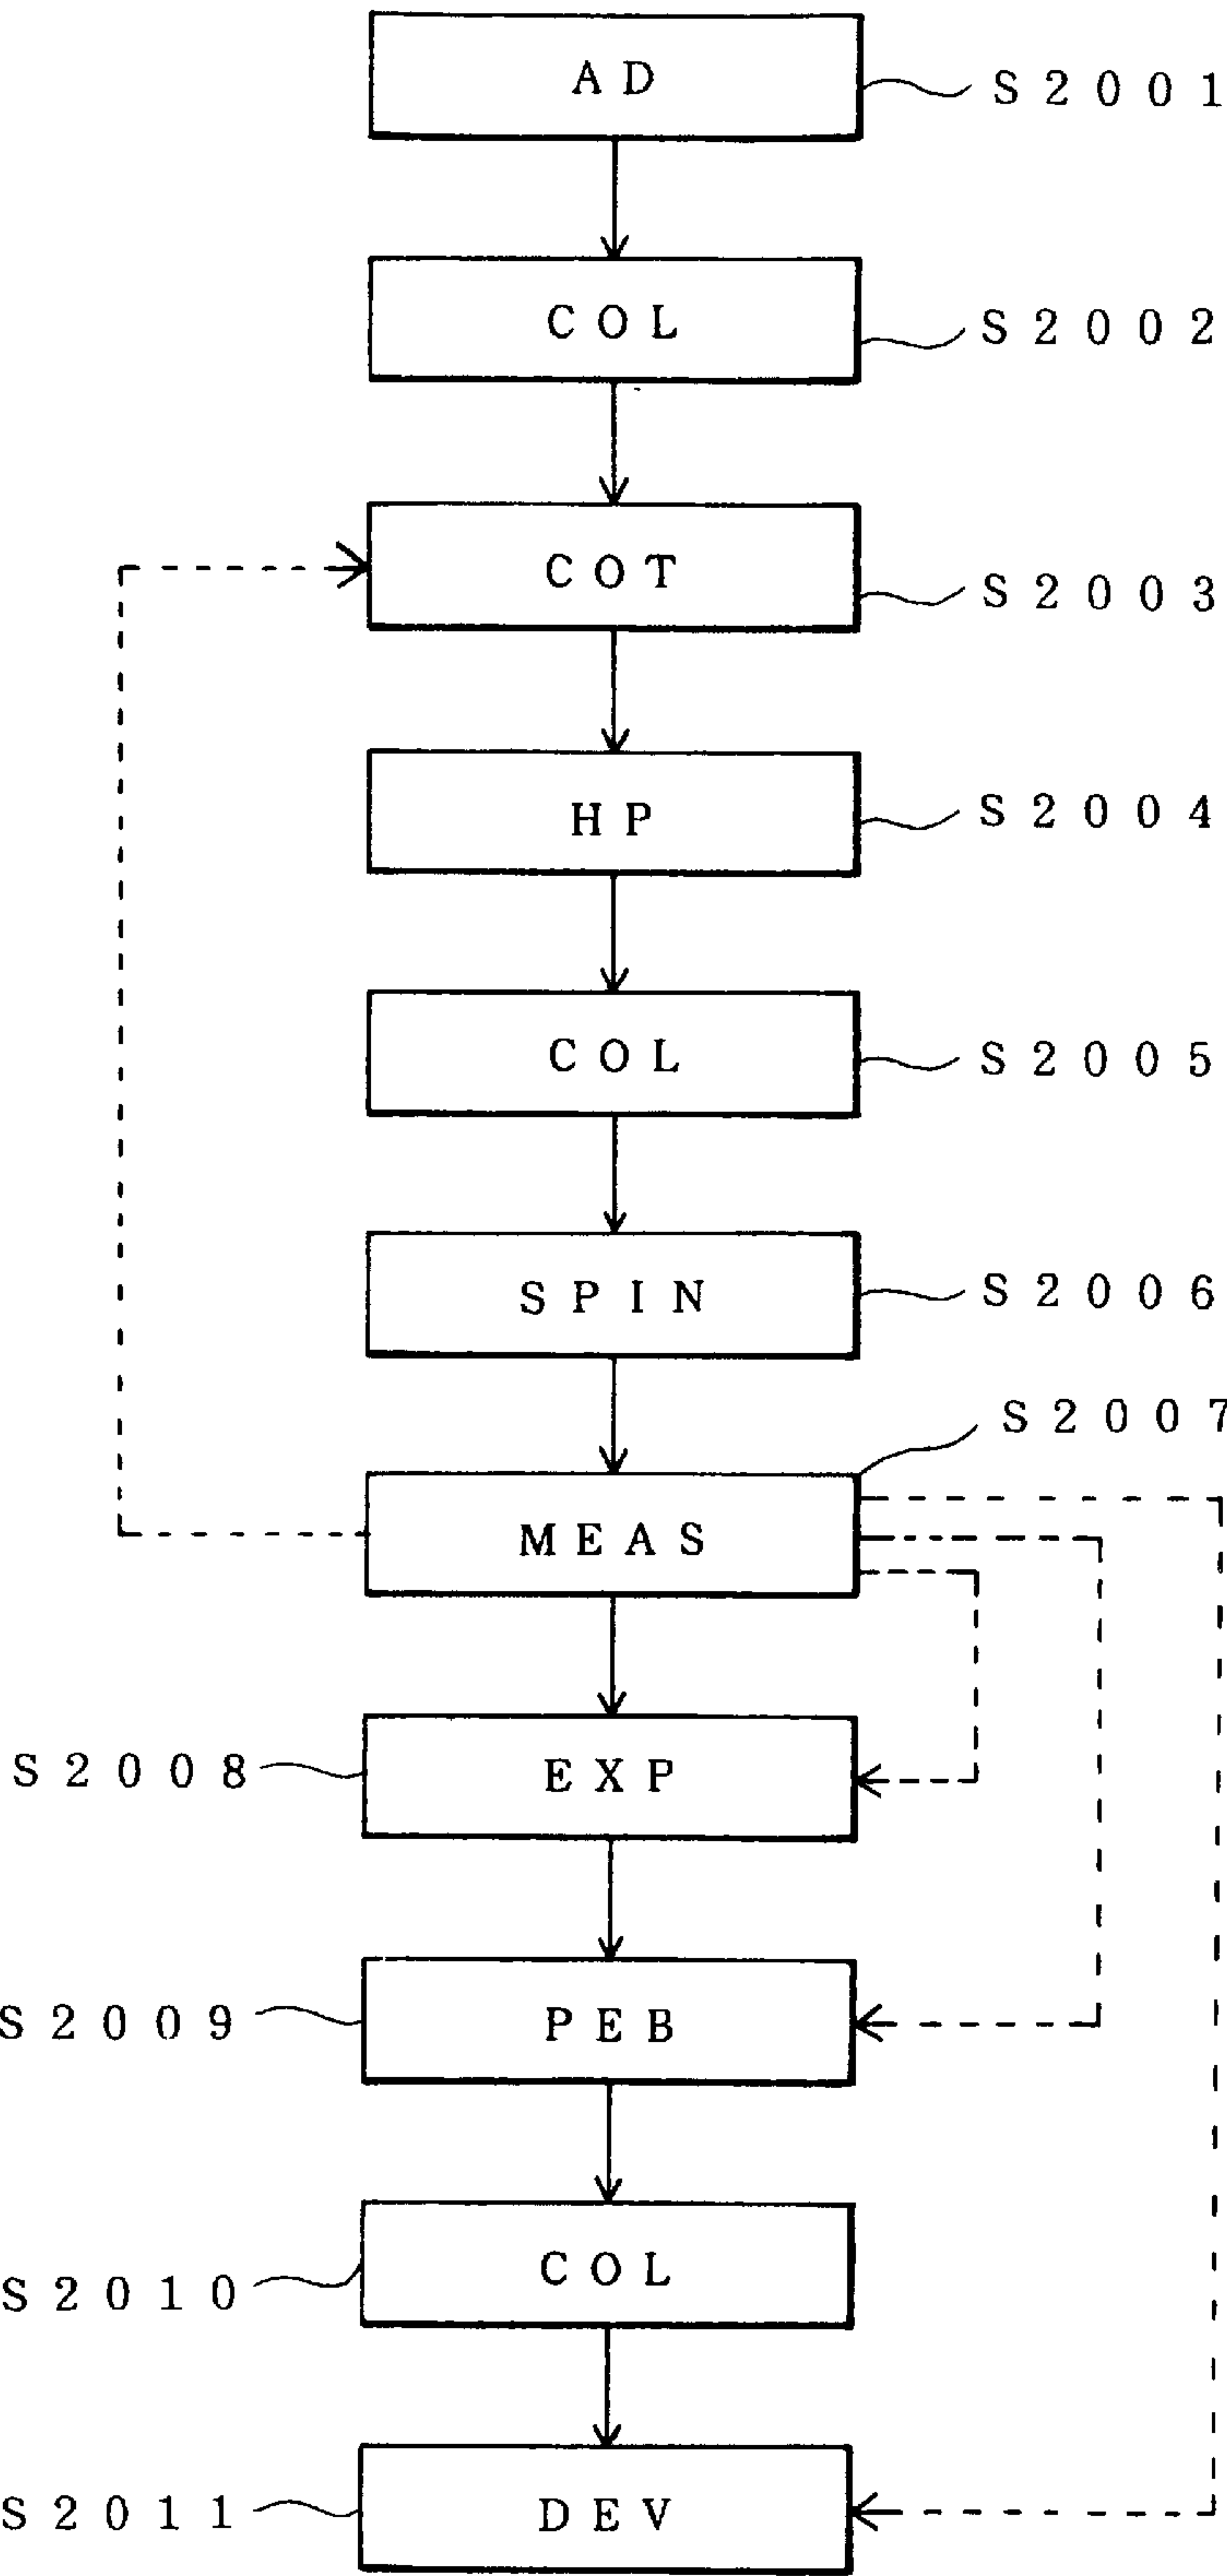 AD
S2001
COL
S2002
COT
S2003
HP
S2004
COL
S2005
SPIN
S2006
S2007
MEAS
S2008
EXP
S2009
PEB
COL
S2010
DEV
S2011